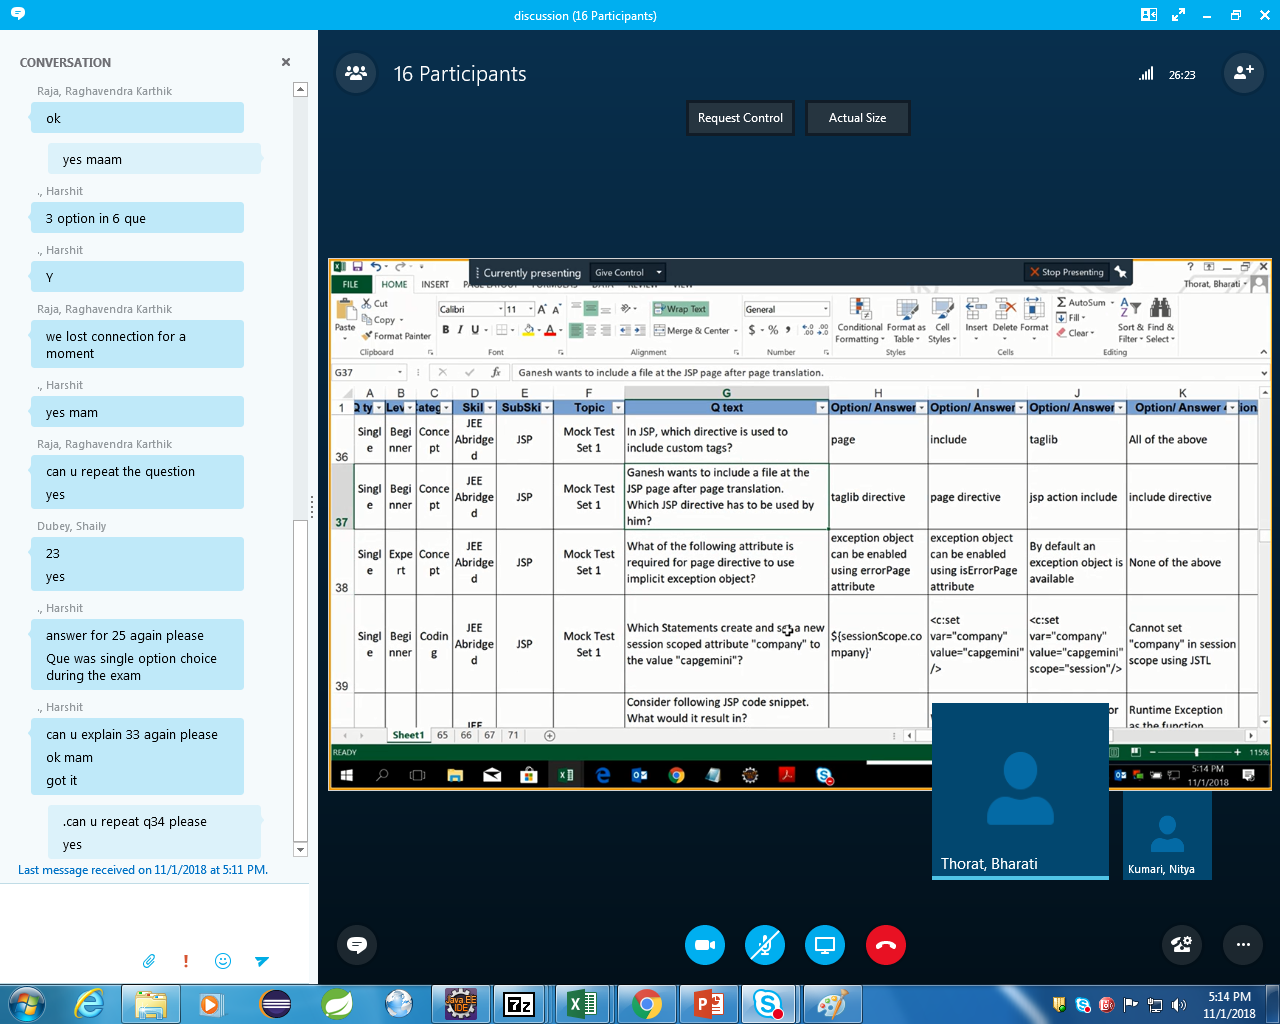 discussion (16 Participants)
CONVERSATION
Raja, Raghavendra Karthik
ok
yes maam
., Harshit
3 option in 6 que
., Harshit
Y
Raja, Raghavendra Karthik
we lost connection for a
moment
., Harshit
yes mam
Raja, Raghavendra Karthik
can u repeat the question
yes
Dubey, Shaily
23
yes
., Harshit
answer for 25 again please
Que was single option choice
during the exam
., Harshit
can u explain 33 again please
ok mam
got it
.can u repeat q34 please
yes
Last message received on 11/1/2018 at 5:11 PM.
16 Participants
26:23
Request Control
Actual Size
Currently presenting
Give Control
Stop Presenting
Thorat, Bharati
FILE
HOME
INSERT
Cut
Copy
Format Painter
Paste
Clipboard
Calibri
11
B I U
Font
Wrap Text
Merge & Center
Alignment
General
$ - % ,
Number
Conditional Formatting
Format as Table
Cell Styles
Styles
Insert Delete Format
Cells
AutoSum
Fill
Clear
Sort & Filter
Find & Select
Editing
G37
fx
Ganesh wants to include a file at the JSP page after page translation.
A B C D E F G H I J K
1
Q ty
Lev
Categ
Skil
SubSki
Topic
Q text
Option/ Answer
Option/ Answer
Option/ Answer
Option/ Answer 4
36
Single
Beginner
Concept
JEE Abridged
JSP
Mock Test Set 1
In JSP, which directive is used to
include custom tags?
page
include
taglib
All of the above
37
Single
Beginner
Concept
JEE Abridged
JSP
Mock Test Set 1
Ganesh wants to include a file at the
JSP page after page translation.
Which JSP directive has to be used by
him?
taglib directive
page directive
jsp action include
include directive
38
Single
Expert
Concept
JEE Abridged
JSP
Mock Test Set 1
What of the following attribute is
required for page directive to use
implicit exception object?
exception object
can be enabled
using errorPage
attribute
exception object
can be enabled
using isErrorPage
attribute
By default an
exception object is
available
None of the above
39
Single
Beginner
Coding
JEE Abridged
JSP
Mock Test Set 1
Which Statements create and a new
session scoped attribute "company" to
the value "capgemini"?
${sessionScope.co
mpany}'
<c:set
var="company"
value="capgemini"
/>
<c:set
var="company"
value="capgemini"
scope="session"/>
Cannot set
"company" in session
scope using JSTL
JEE
Consider following JSP code snippet.
What would it result in?
Runtime Exception
as the function
Sheet1 65 66 67 71
READY
115%
5:14 PM
11/1/2018
Thorat, Bharati
Kumari, Nitya
Java EE
IDE
7z
5:14 PM
11/1/2018